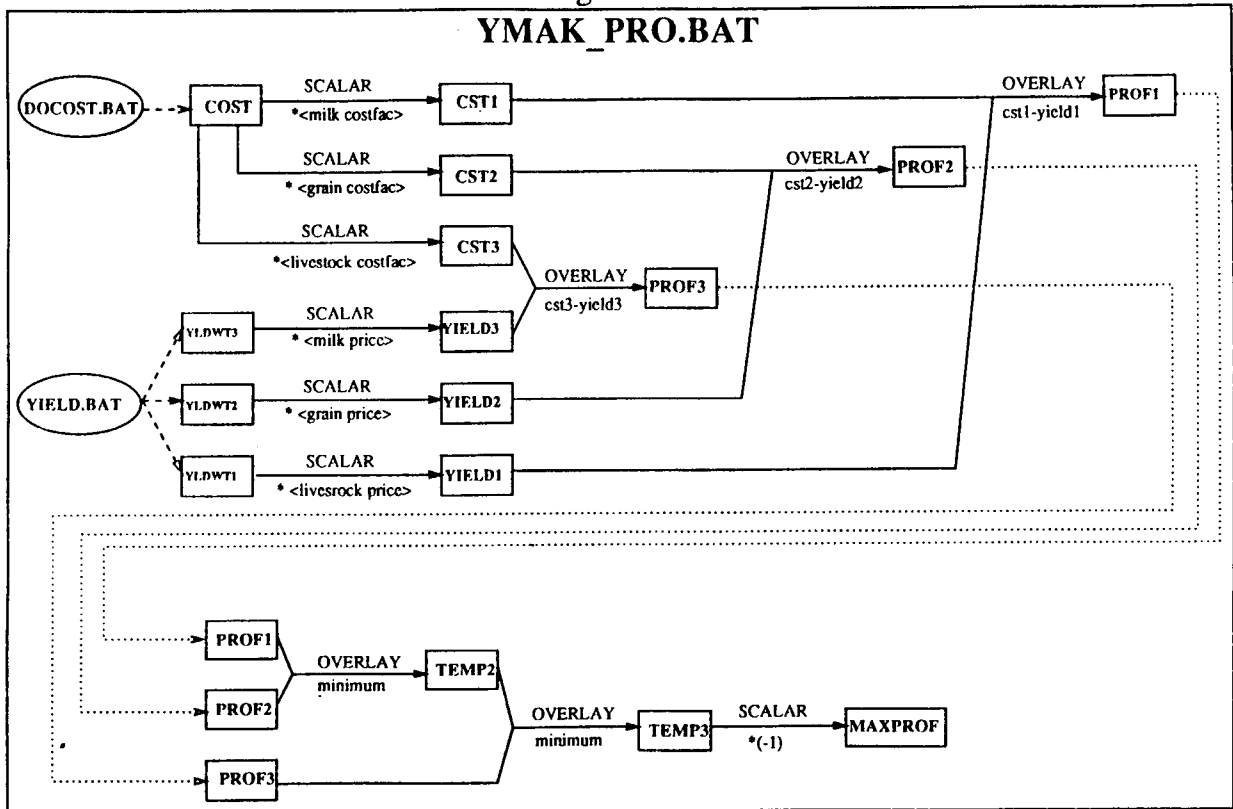 YMAK_PRO.BAT
DOCOST.BAT
COST
SCALAR
*<milk costfac>
CST1
OVERLAY
cst1-yield1
PROF1
SCALAR
* <grain costfac>
CST2
OVERLAY
cst2-yield2
PROF2
SCALAR
*<livestock costfac>
CST3
OVERLAY
cst3-yield3
PROF3
YLDWT3
SCALAR
* <milk price>
YIELD3
YIELD.BAT
YLDWT2
SCALAR
* <grain price>
YIELD2
YLDWT1
SCALAR
* <livesrock price>
YIELD1
PROF1
OVERLAY
minimum
TEMP2
PROF2
OVERLAY
minimum
TEMP3
SCALAR
*(-1)
MAXPROF
PROF3